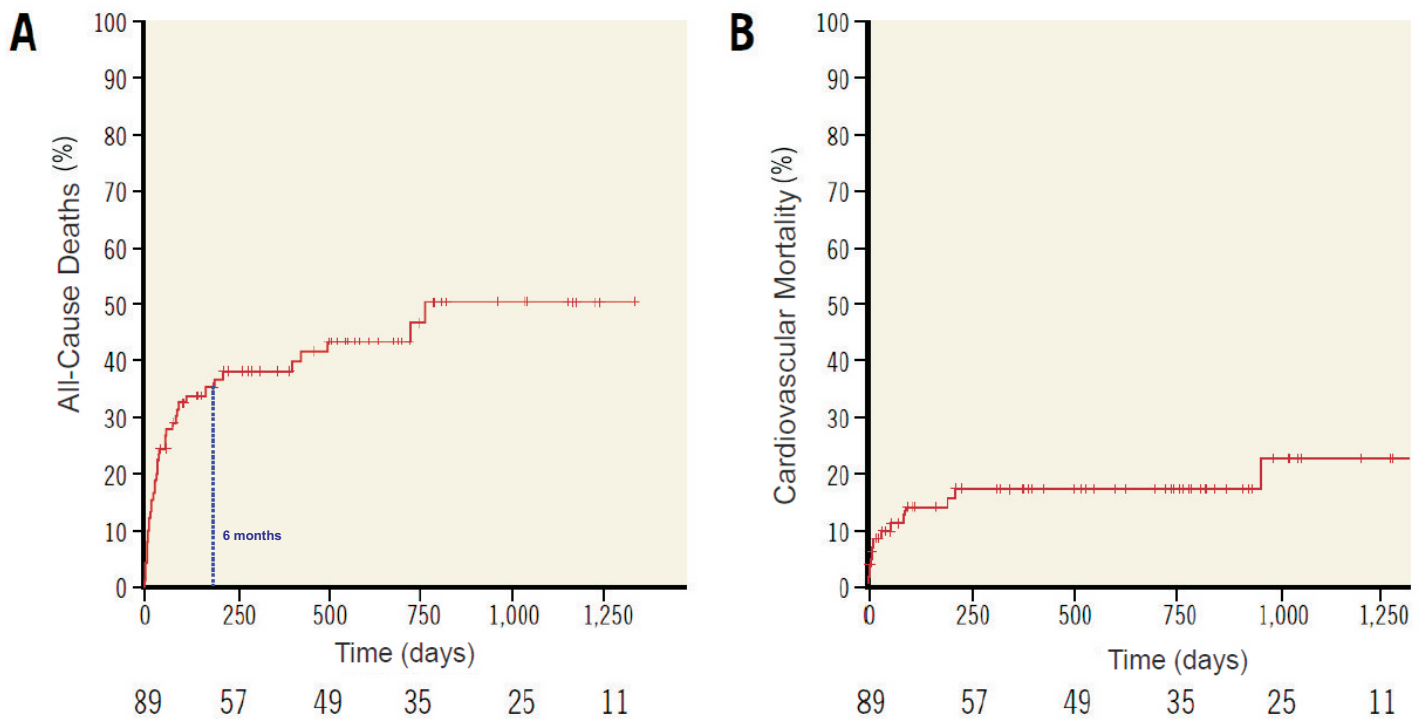 A
All-Cause Deaths (%)
100
90
80
70
60
50
40
30
20
10
0
6 months
0 250 500 750 1,000 1,250
Time (days)
89 57 49 35 25 11
B
Cardiovascular Mortality (%)
100
90
80
70
60
50
40
30
20
10
0
0 250 500 750 1,000 1,250
Time (days)
89 57 49 35 25 11